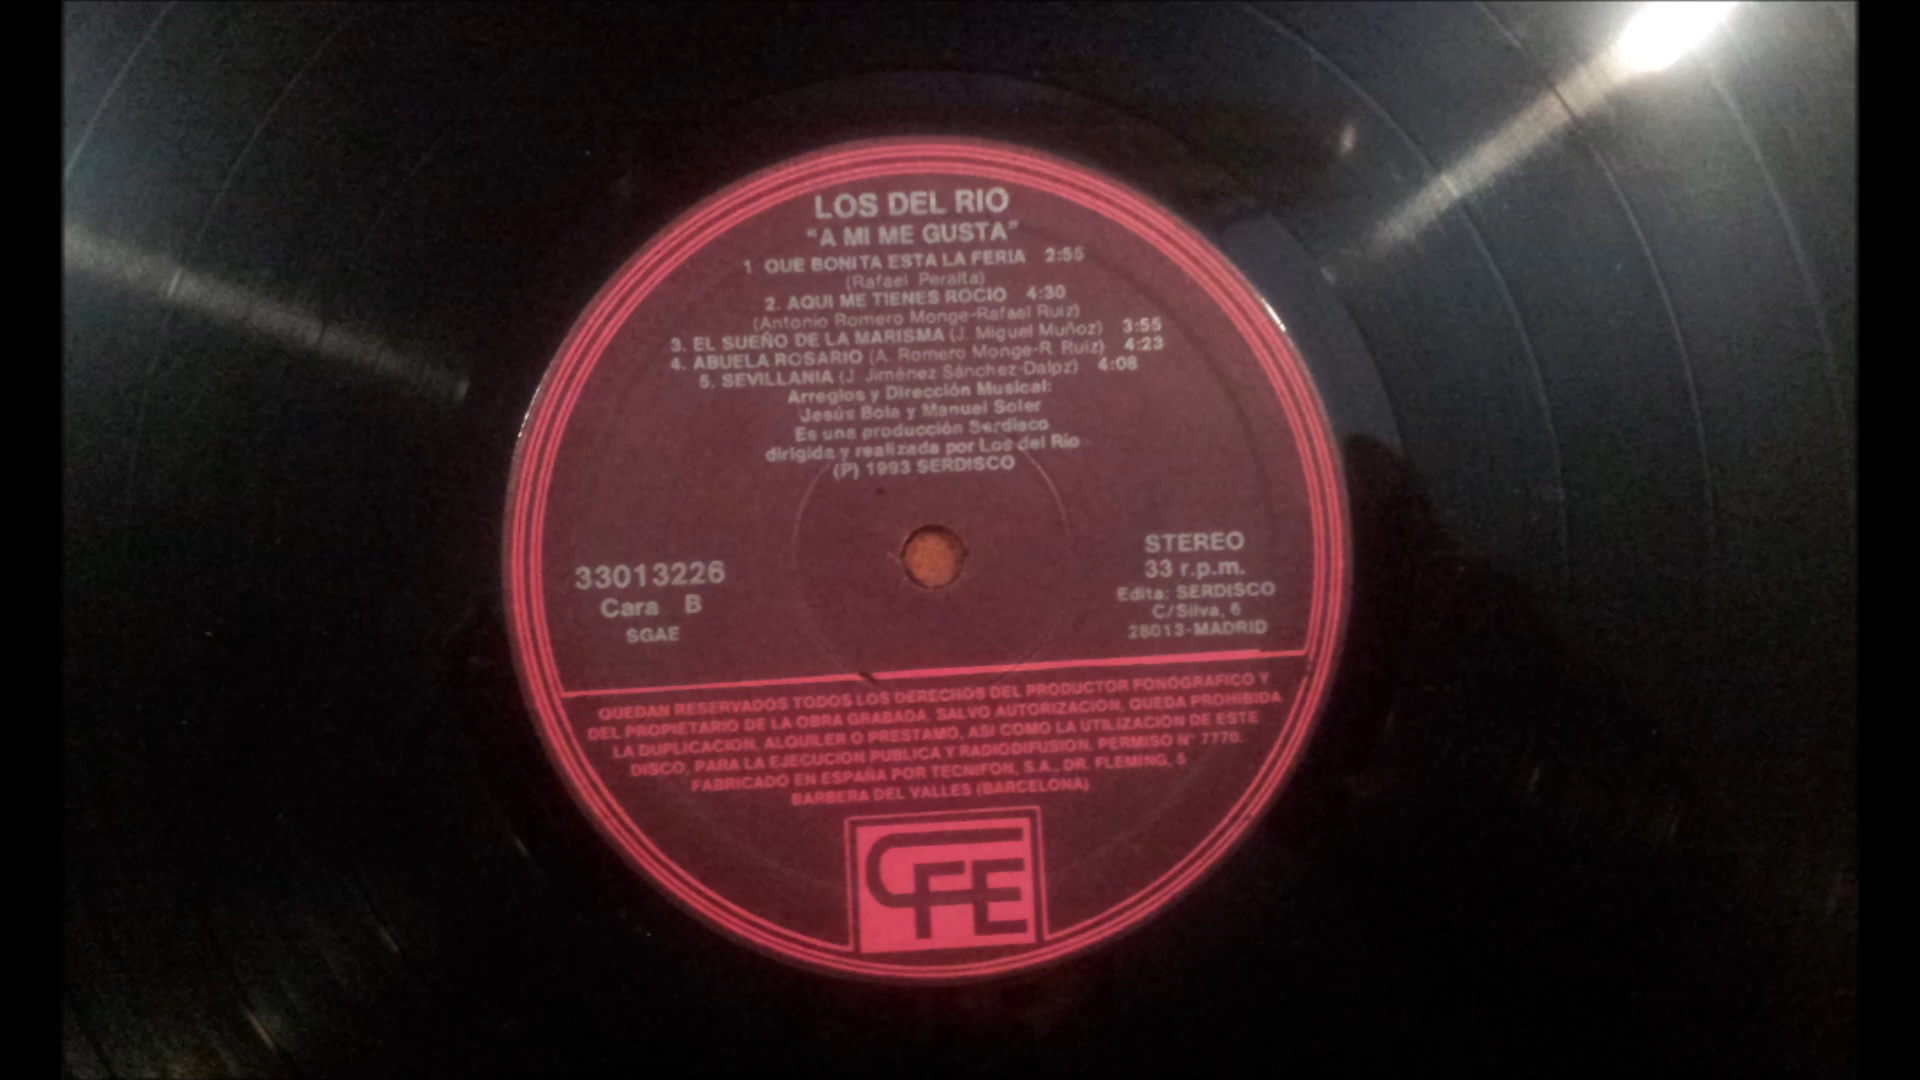 LOS DEL RIO
"A MI ME GUSTA"
1 QUE BONITA ESTA LA FERIA 2:55
(Rafael Peralta)
2. AQUI ME TIENES ROCIO 4:30
(Antonio Romero Monge-Rafael Ruiz)
3. EL SUEÑO DE LA MARISMA (J. Miguel Muñoz) 3:55
4. ABUELA ROSARIO (A. Romero Monge-R. Ruiz) 4:23
5. SEVILLANIA (J. Jiménez Sánchez-Dalpz) 4:08
Arreglos y Dirección Musical:
Jesús Bola y Manuel Soler
Es una producción Serdisco
dirigida y realizada por Los del Río
(P) 1993 SERDISCO
33013226
Cara B
SGAE
STEREO
33 r.p.m.
Edita: SERDISCO
C/Silva, 6
28013-MADRID
QUEDAN RESERVADOS TODOS LOS DERECHOS DEL PRODUCTOR FONOGRAFICO Y
DEL PROPIETARIO DE LA OBRA GRABADA. SALVO AUTORIZACION, QUEDA PROHIBIDA
LA DUPLICACION, ALQUILER O PRESTAMO, ASI COMO LA UTILIZACION DE ESTE
DISCO, PARA LA EJECUCION PUBLICA Y RADIODIFUSION. PERMISO Nº 7770.
FABRICADO EN ESPAÑA POR TECNIFON, S.A., DR. FLEMING, 5
BARBERA DEL VALLES (BARCELONA)
CFE